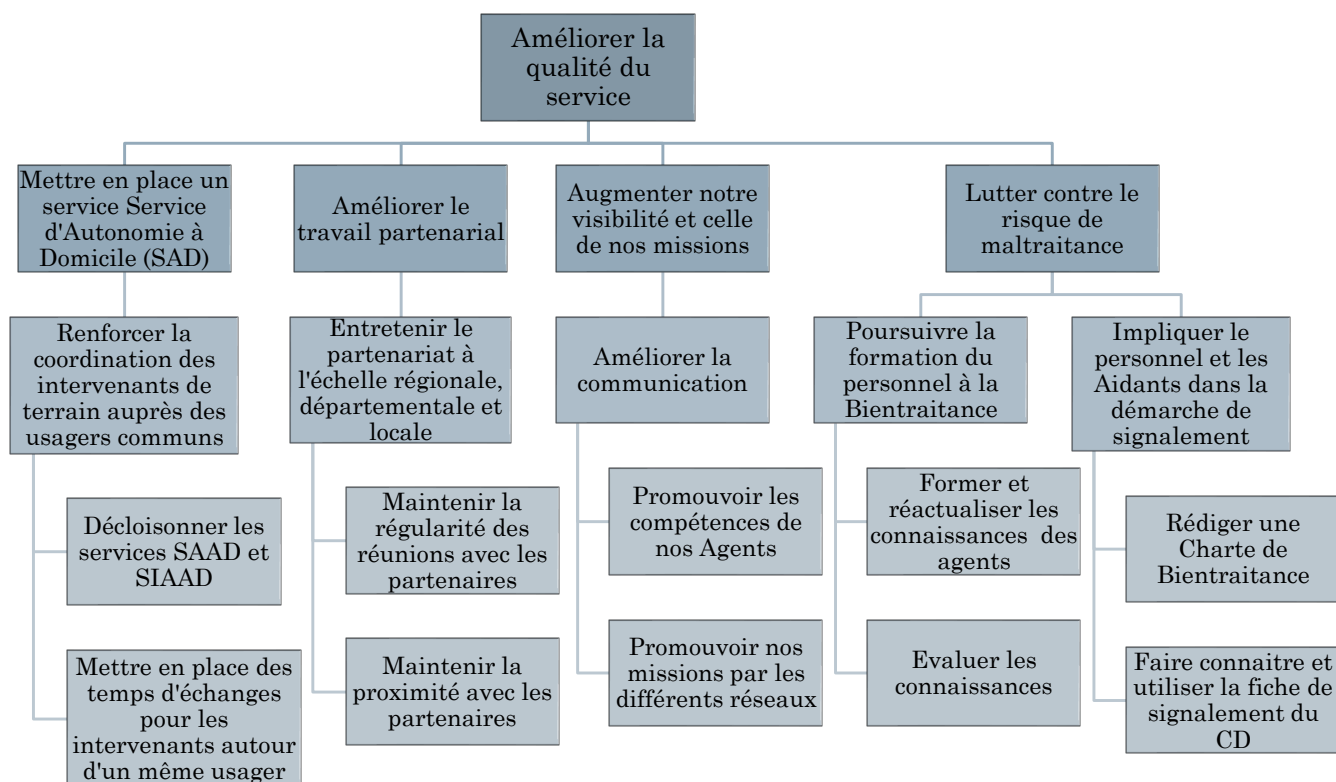 Améliorer la
qualité du
service
Mettre en place un
service Service
d'Autonomie à
Domicile (SAD)
Améliorer le
travail partenarial
Augmenter notre
visibilité et celle
de nos missions
Lutter contre le
risque de
maltraitance
Renforcer la
coordination des
intervenants de
terrain auprès des
usagers communs
Entretenir le
partenariat à
l'échelle régionale,
départementale et
locale
Améliorer la
communication
Poursuivre la
formation du
personnel à la
Bientraitance
Impliquer le
personnel et les
Aidants dans la
démarche de
signalement
Décloisonner les
services SAAD et
SIAAD
Maintenir la
régularité des
réunions avec les
partenaires
Promouvoir les
compétences de
nos Agents
Former et
réactualiser les
connaissances des
agents
Rédiger une
Charte de
Bientraitance
Mettre en place des
temps d'échanges
pour les
intervenants autour
d'un même usager
Maintenir la
proximité avec les
partenaires
Promouvoir nos
missions par les
différents réseaux
Evaluer les
connaissances
Faire connaitre et
utiliser la fiche de
signalement du
CD